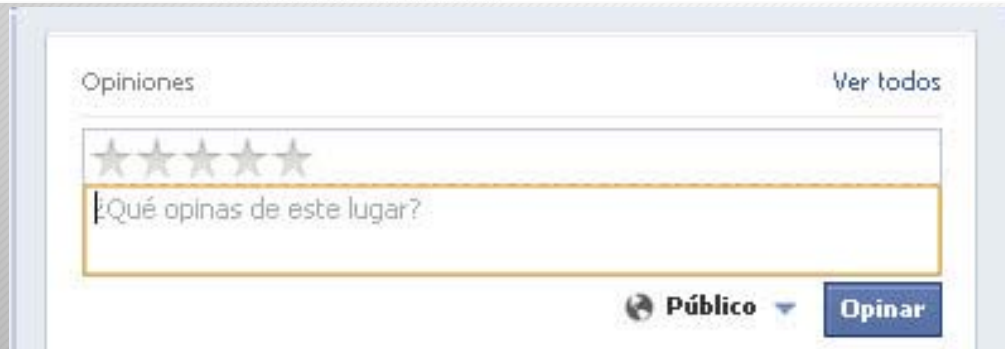 Opiniones Ver todos
¿Qué opinas de este lugar?
Público Opinar